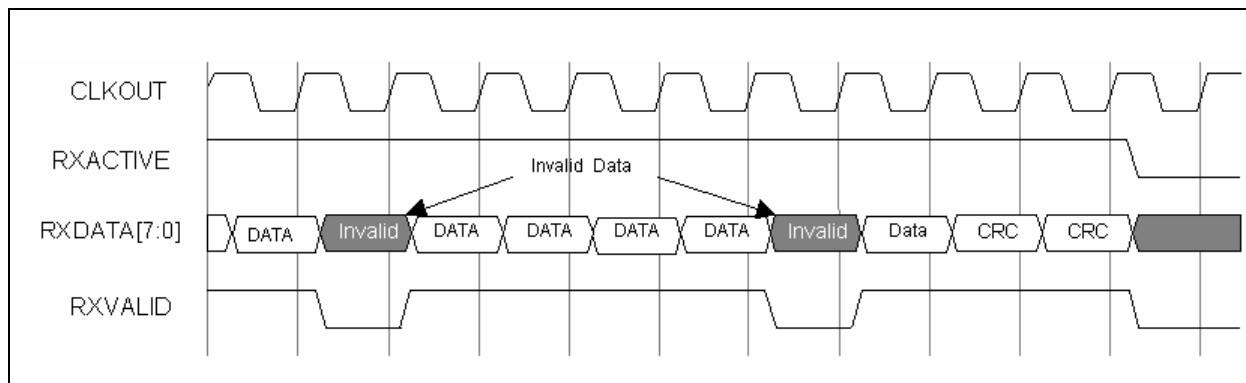 CLKOUT
RXACTIVE
Invalid Data
RXDATA[7:0]
DATA Invalid DATA DATA DATA DATA Invalid Data CRC CRC
RXVALID